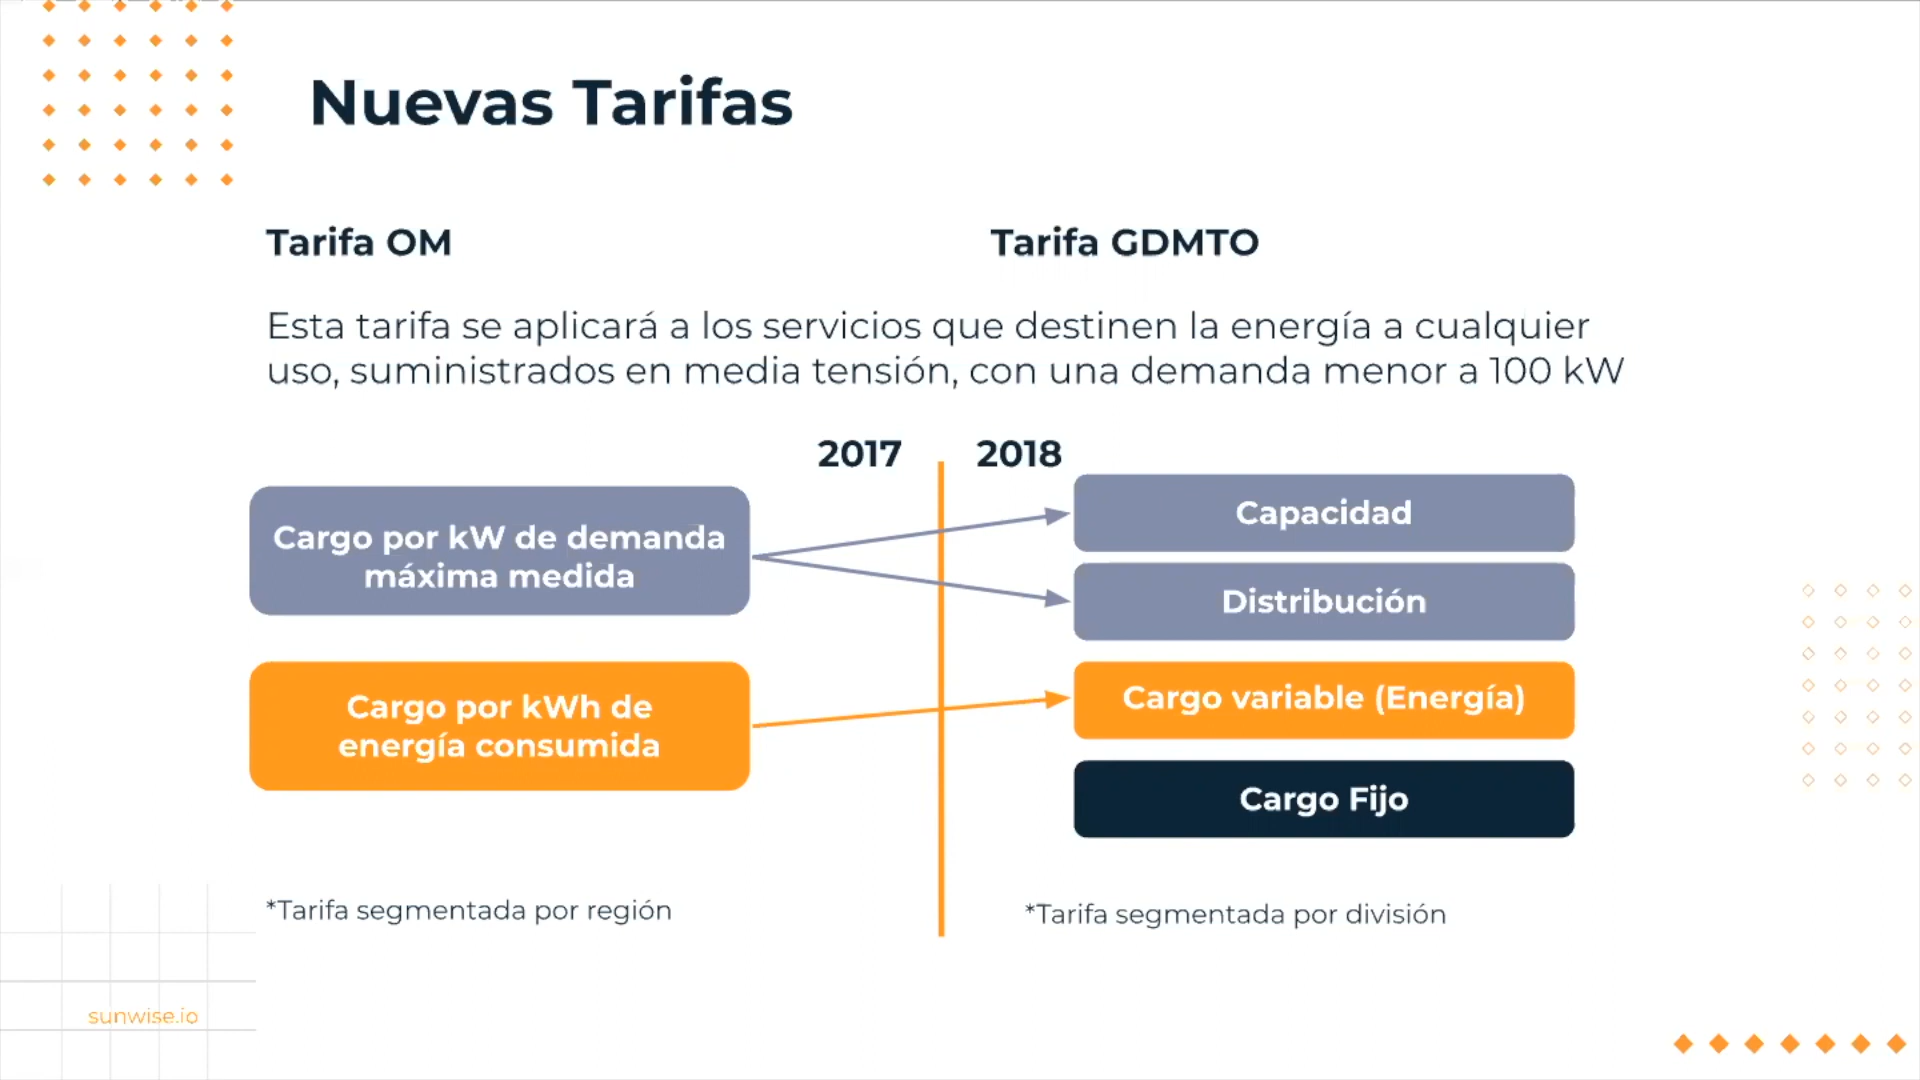 Nuevas Tarifas
Tarifa OM
Tarifa GDMTO
Esta tarifa se aplicará a los servicios que destinen la energía a cualquier
uso, suministrados en media tensión, con una demanda menor a 100 kW
2017
2018
Cargo por kW de demanda
máxima medida
Cargo por kWh de
energía consumida
Capacidad
Distribución
Cargo variable (Energía)
Cargo Fijo
*Tarifa segmentada por región
*Tarifa segmentada por división
sunwise.io